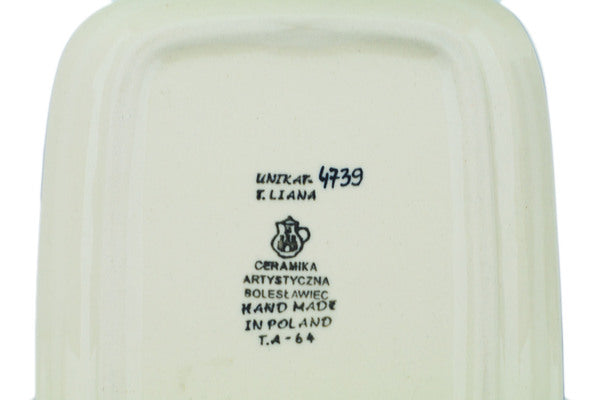 UNIKAT. 4739
T. LIANA
CERAMIKA
ARTYSTYCZNA
BOLESŁAWIEC
HAND MADE
IN POLAND
T.A-64